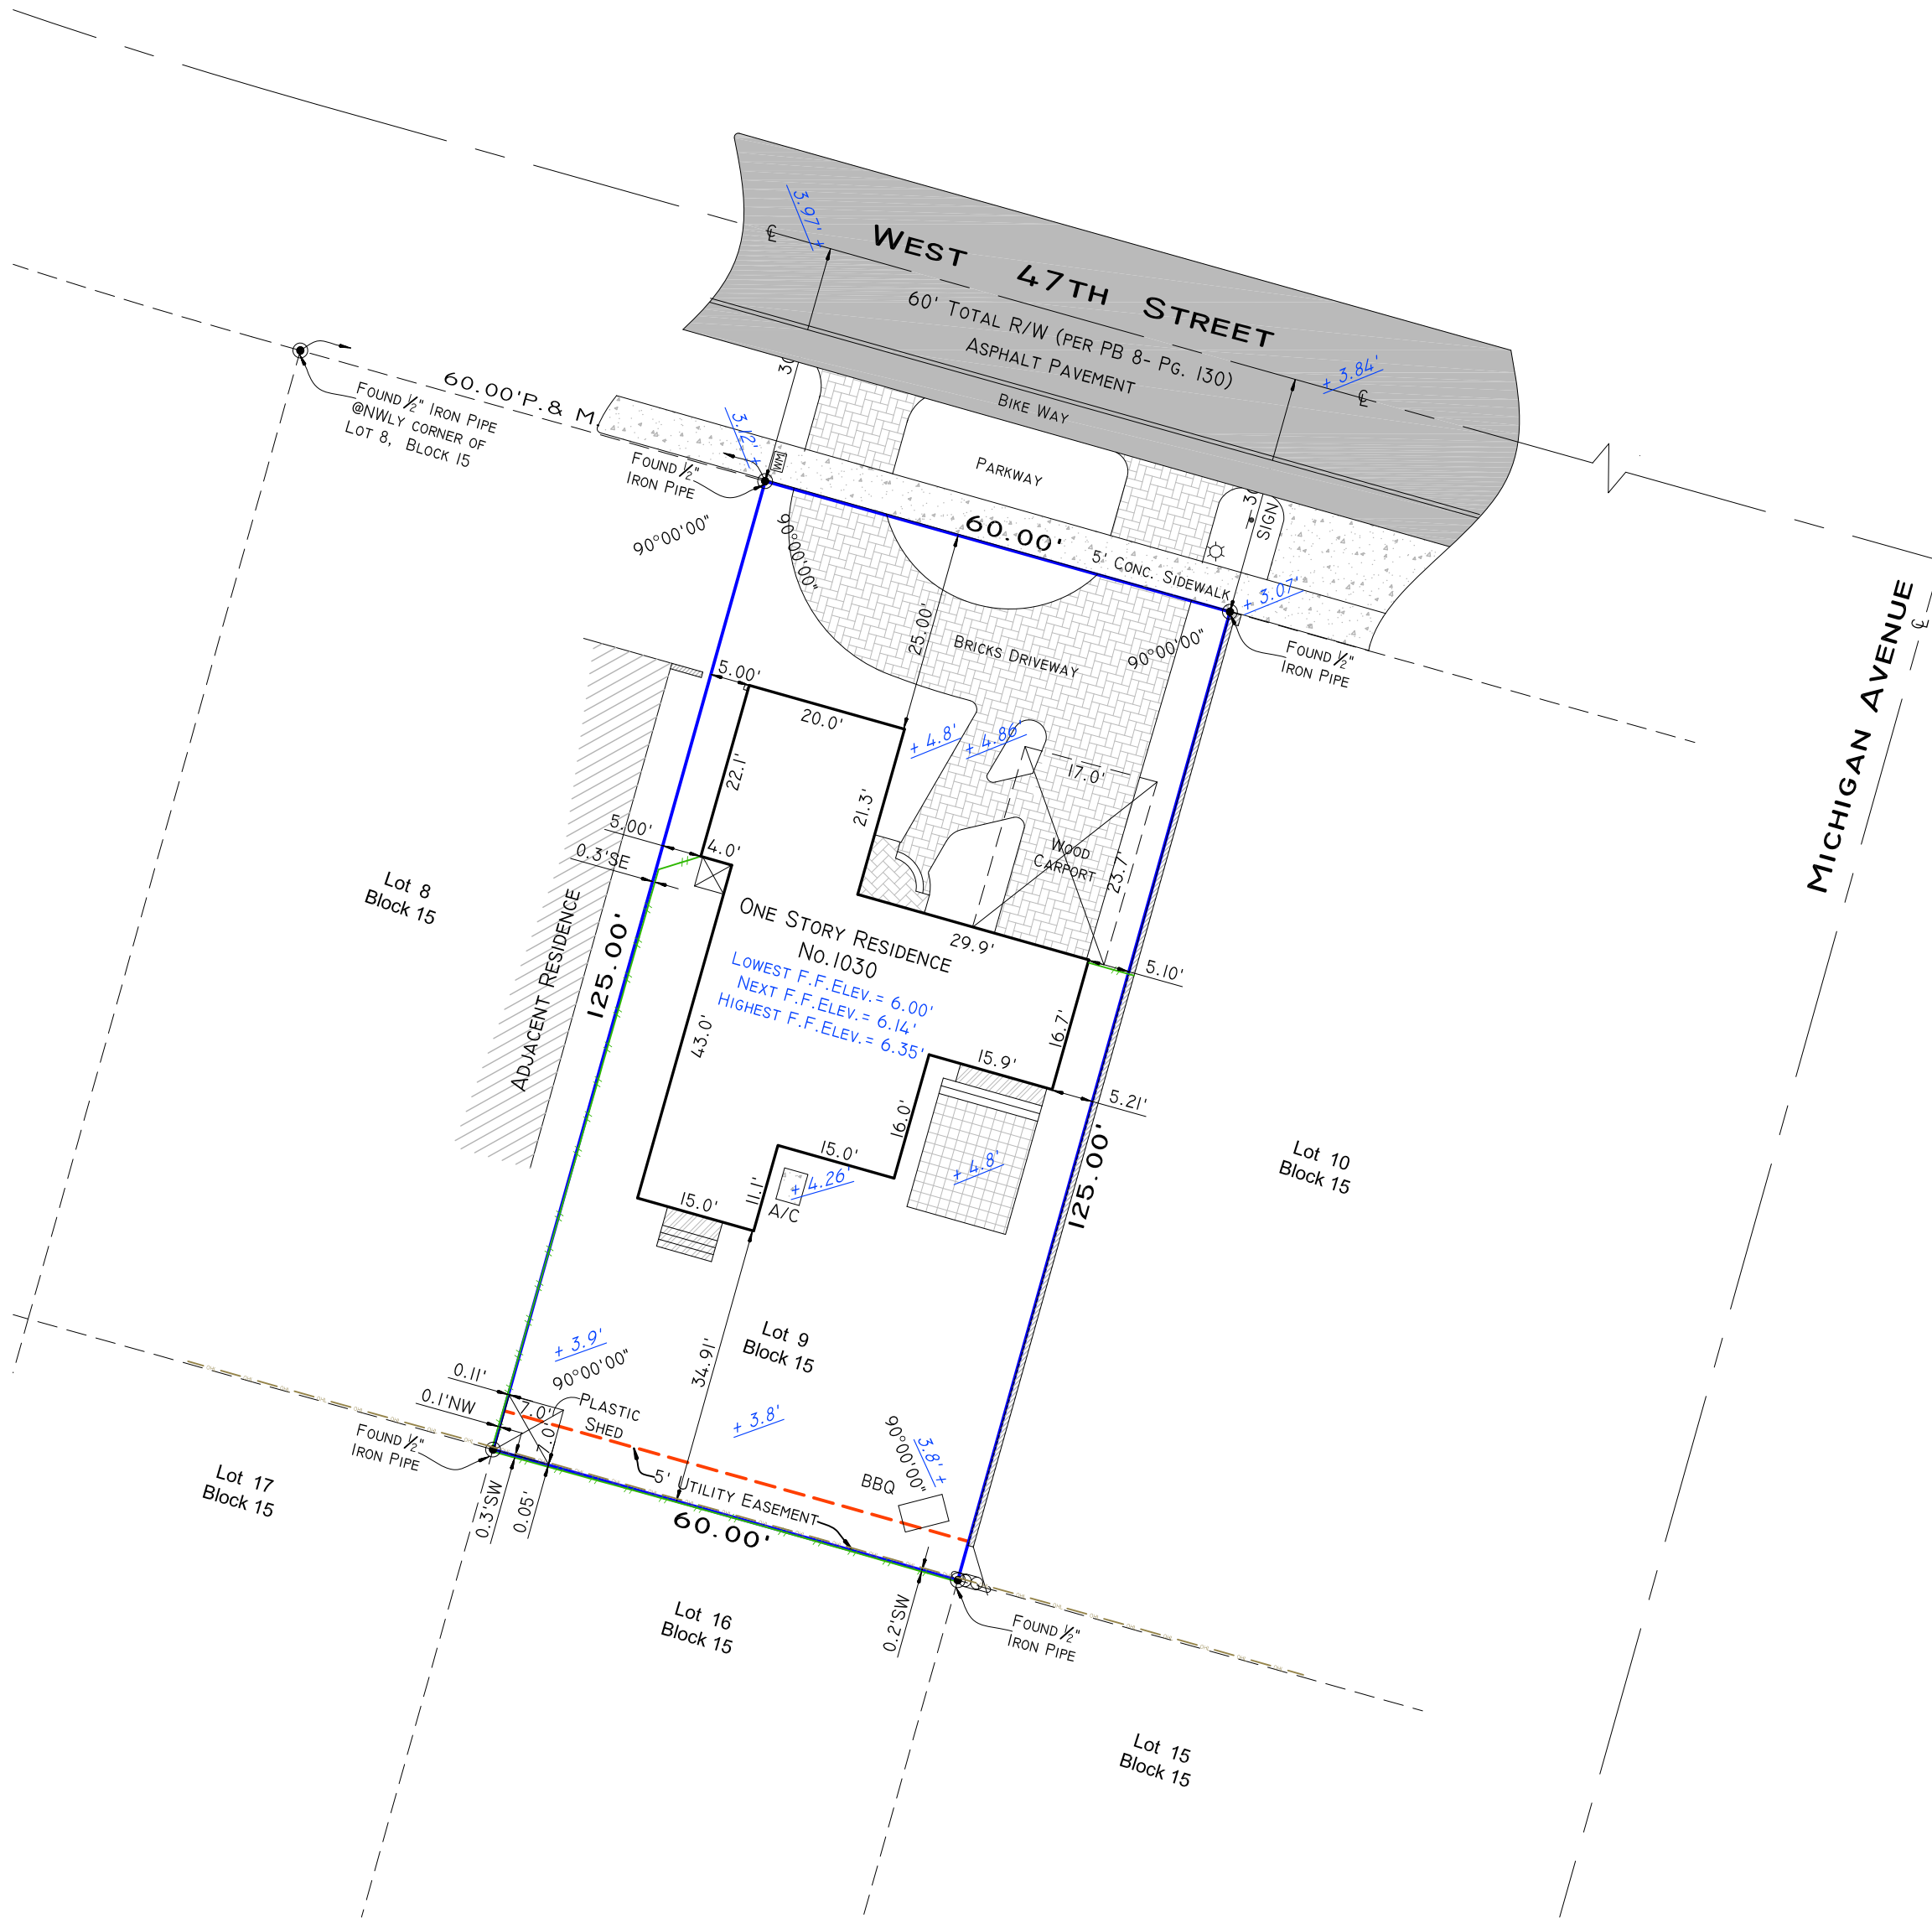 3.97' +
℄
WEST 47TH STREET
60' TOTAL R/W (PER PB 8- PG. 130)
ASPHALT PAVEMENT
BIKE WAY
+ 3.84'
℄
60.00'P.& M.
FOUND 1/2" IRON PIPE
@NWLY CORNER OF
LOT 8, BLOCK 15
3.12' +
WM
FOUND 1/2"
IRON PIPE
PARKWAY
SIGN
90°00'00"
90°00'00"
60.00'
5' CONC. SIDEWALK
+ 3.07'
FOUND 1/2"
IRON PIPE
MICHIGAN AVENUE
25.00'
BRICKS DRIVEWAY
90°00'00"
5.00'
20.0'
22.1'
+ 4.8'
+ 4.86'
17.0'
21.3'
5.00'
4.0'
0.3'SE
WOOD
CARPORT
23.7'
Lot 8
Block 15
ADJACENT RESIDENCE
125.00'
ONE STORY RESIDENCE
No.1030
LOWEST F.F.ELEV.= 6.00'
NEXT F.F.ELEV.= 6.14'
HIGHEST F.F.ELEV.= 6.35'
29.9'
5.10'
43.0'
16.7'
15.9'
5.21'
16.0'
15.0'
+ 4.26'
+ 4.8'
11.1'
A/C
15.0'
125.00'
Lot 10
Block 15
34.91'
Lot 9
Block 15
+ 3.9'
90°00'00"
0.11'
0.1'NW
7.0'
7.0'
PLASTIC
SHED
+ 3.8'
90°00'00"
3.8' +
FOUND 1/2"
IRON PIPE
BBQ
5' UTILITY EASEMENT
60.00'
0.3'SW
0.05'
0.2'SW
Lot 17
Block 15
Lot 16
Block 15
FOUND 1/2"
IRON PIPE
Lot 15
Block 15